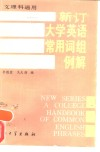 文理科通用
新订
大学英语
常用词组
例解
NEW SERIES
A COLLEGE
HANDBOOK OF
COMMON
ENGLISH
PHRASES